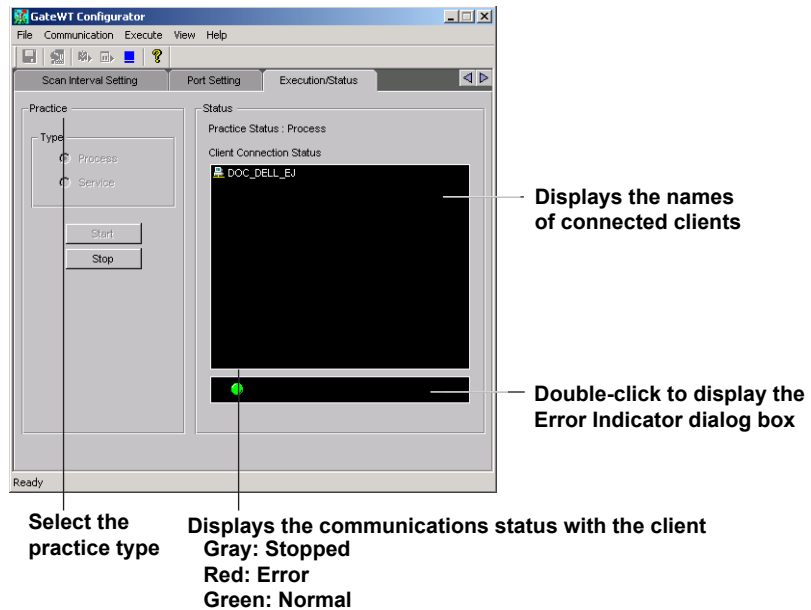 GateWT Configurator
File Communication Execute View Help
Scan Interval Setting Port Setting Execution/Status
Practice
Type
Process
Service
Start
Stop
Status
Practice Status : Process
Client Connection Status
DOC_DELL_EJ
Ready
Displays the names
of connected clients
Double-click to display the
Error Indicator dialog box
Select the
practice type
Displays the communications status with the client
Gray: Stopped
Red: Error
Green: Normal